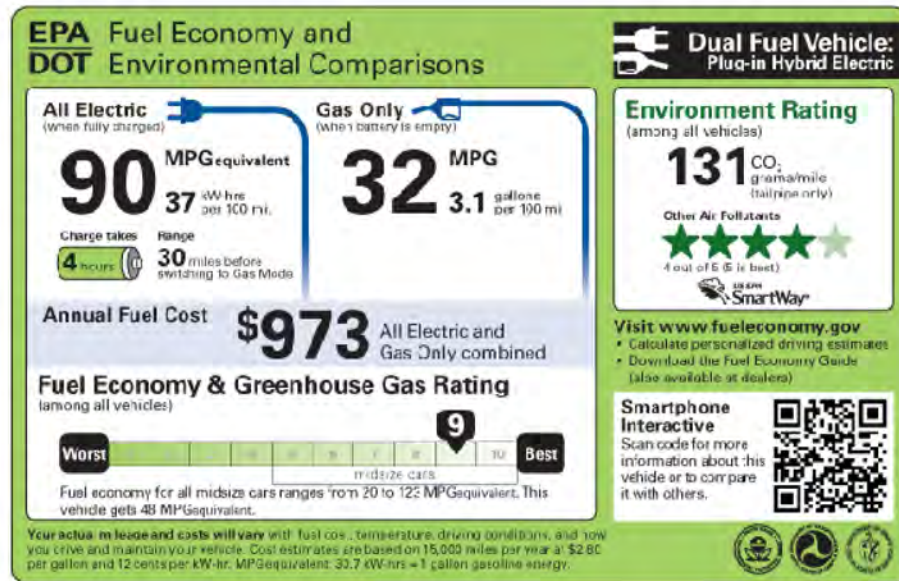 EPA DOT Fuel Economy and Environmental Comparisons
Dual Fuel Vehicle:
Plug-in Hybrid Electric
All Electric
(when fully charged)
90 MPGequivalent
37 kW-hrs per 100 mi.
Charge takes
4 hours
Range
30 miles before
switching to Gas Mode
Gas Only
(when battery is empty)
32 MPG
3.1 gallons per 100 mi
Annual Fuel Cost $973 All Electric and
Gas Only combined
Fuel Economy & Greenhouse Gas Rating
(among all vehicles)
9
Worst
8
10
Best
midsize cars
Fuel economy for all midsize cars ranges from 20 to 123 MPGequivalent. This
vehicle gets 48 MPGequivalent.
Environment Rating
(among all vehicles)
131 CO2
grams/mile
(tailpipe only)
Other Air Pollutants
4 out of 5 (5 is best)
SmartWay
Visit www.fueleconomy.gov
• Calculate personalized driving estimates
• Download the Fuel Economy Guide
(also available at dealers)
Smartphone
Interactive
Scan code for more
information about this
vehicle or to compare
it with others.
Your actual mileage and costs will vary with fuel cost, temperature, driving conditions, and how
you drive and maintain your vehicle. Cost estimates are based on 15,000 miles per year at $2.80
per gallon and 12 cents per kW-hr. MPGequivalent: 33.7 kW-hrs = 1 gallon gasoline energy.